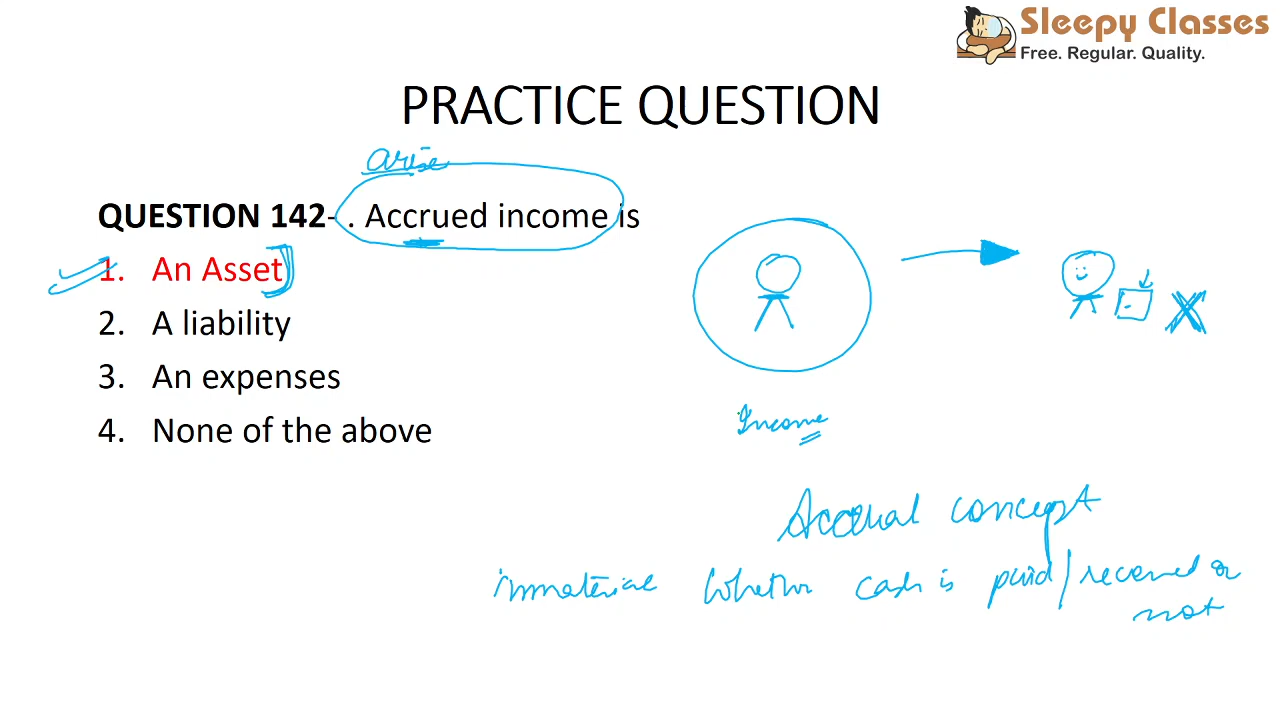 Sleepy Classes
Free. Regular. Quality.
PRACTICE QUESTION
arise
QUESTION 142- . Accrued income is
1. An Asset
2. A liability
3. An expenses
4. None of the above
Income
Accrual concept
immaterial whether cash is paid/received or
not